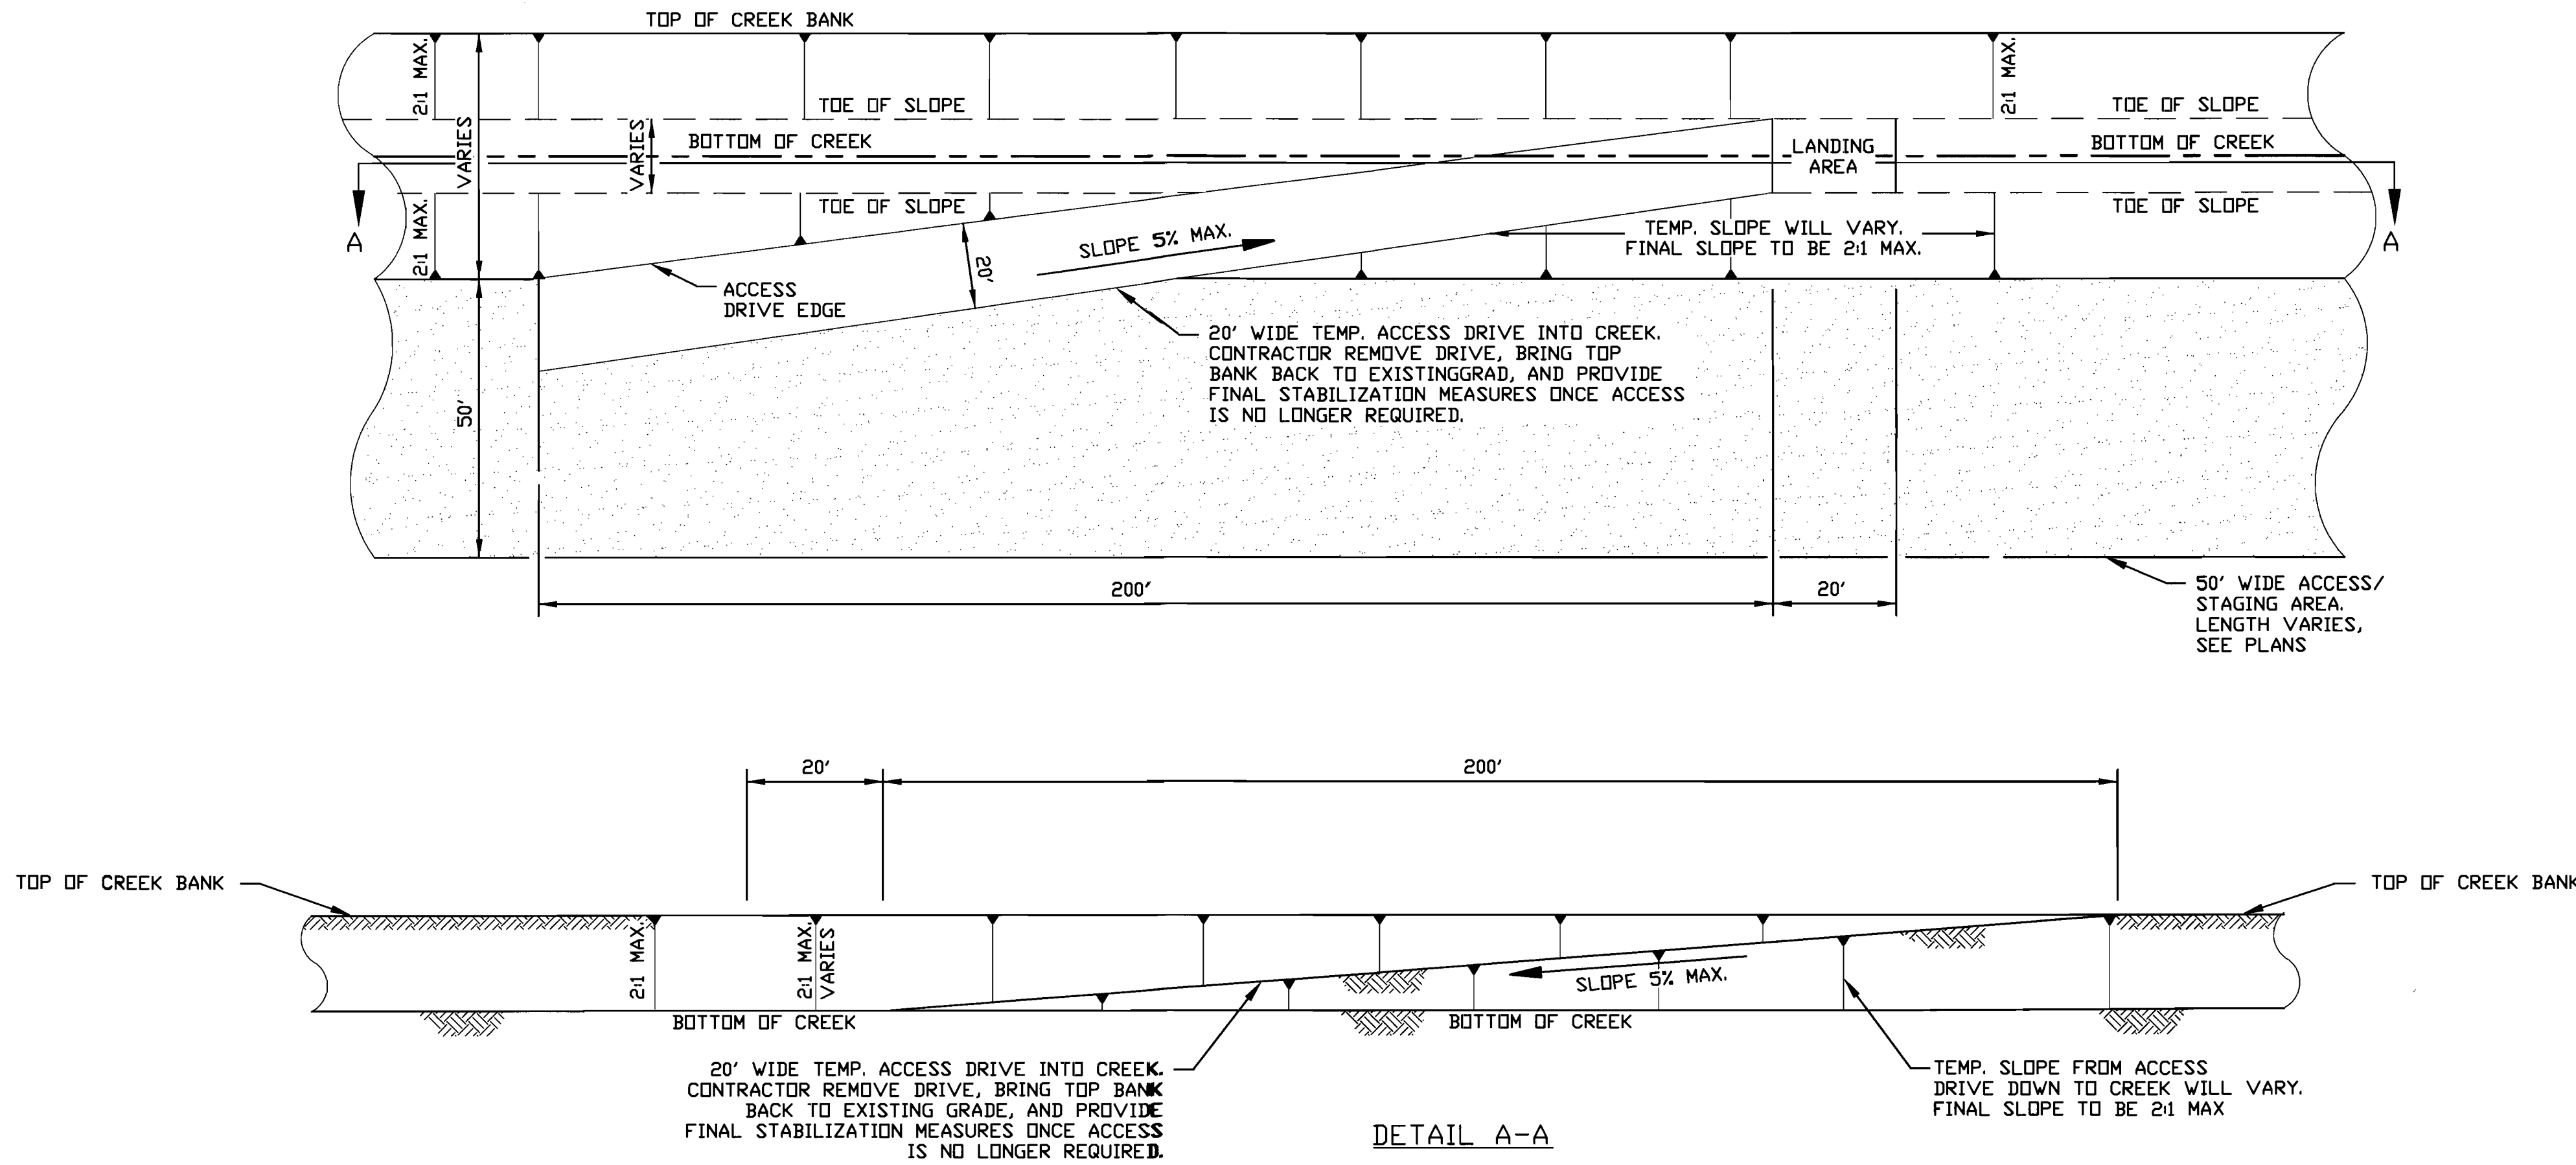 TOP OF CREEK BANK
2:1 MAX.
2:1 MAX.
TOE OF SLOPE
TOE OF SLOPE
VARIES
VARIES
BOTTOM OF CREEK
LANDING
AREA
BOTTOM OF CREEK
A
A
2:1 MAX.
TOE OF SLOPE
TOE OF SLOPE
SLOPE 5% MAX.
TEMP. SLOPE WILL VARY.
FINAL SLOPE TO BE 2:1 MAX.
20'
ACCESS
DRIVE EDGE
20' WIDE TEMP. ACCESS DRIVE INTO CREEK.
CONTRACTOR REMOVE DRIVE, BRING TOP
BANK BACK TO EXISTINGGRAD, AND PROVIDE
FINAL STABILIZATION MEASURES ONCE ACCESS
IS NO LONGER REQUIRED.
50'
200'
20'
50' WIDE ACCESS/
STAGING AREA.
LENGTH VARIES,
SEE PLANS
20'
200'
TOP OF CREEK BANK
TOP OF CREEK BANK
2:1 MAX.
2:1 MAX.
VARIES
SLOPE 5% MAX.
BOTTOM OF CREEK
BOTTOM OF CREEK
20' WIDE TEMP. ACCESS DRIVE INTO CREEK.
CONTRACTOR REMOVE DRIVE, BRING TOP BANK
BACK TO EXISTING GRADE, AND PROVIDE
FINAL STABILIZATION MEASURES ONCE ACCESS
IS NO LONGER REQUIRED.
TEMP. SLOPE FROM ACCESS
DRIVE DOWN TO CREEK WILL VARY.
FINAL SLOPE TO BE 2:1 MAX
DETAIL A-A